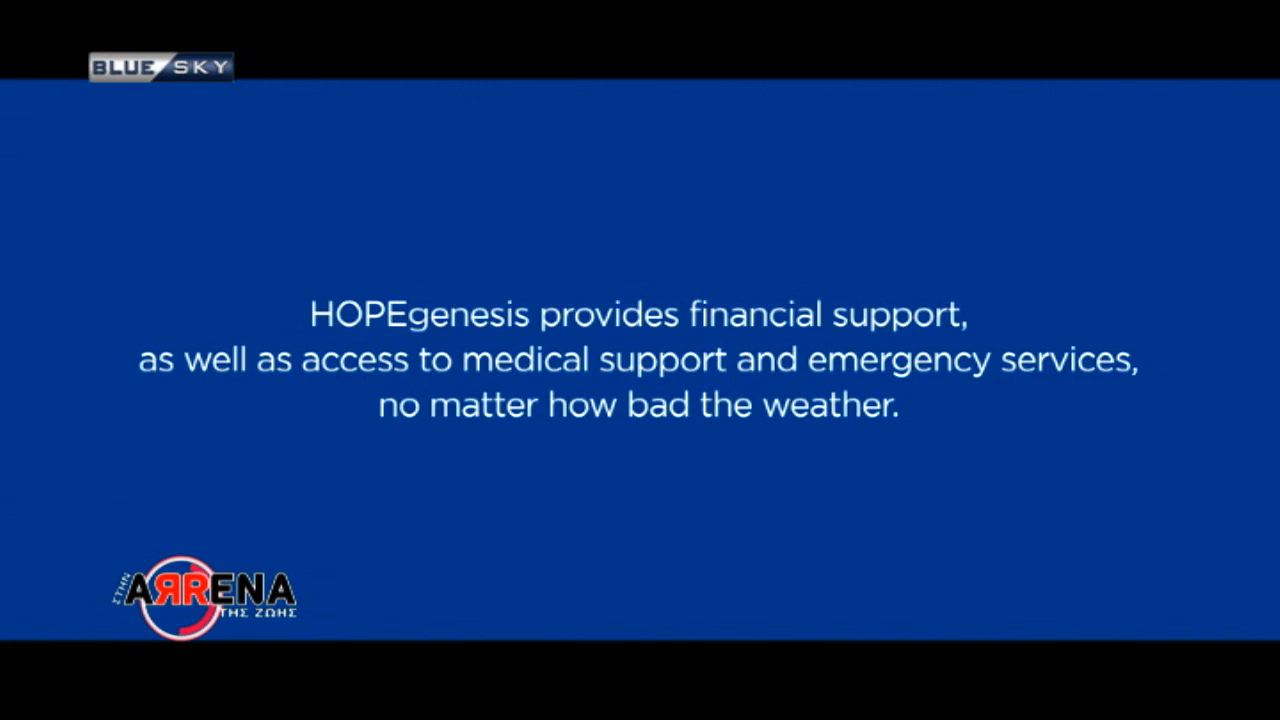 BLUE SKY
HOPEgenesis provides financial support,
as well as access to medical support and emergency services,
no matter how bad the weather.
ΣΤΗΝ
AЯRENA
ΤΗΣ ΖΩΗΣ